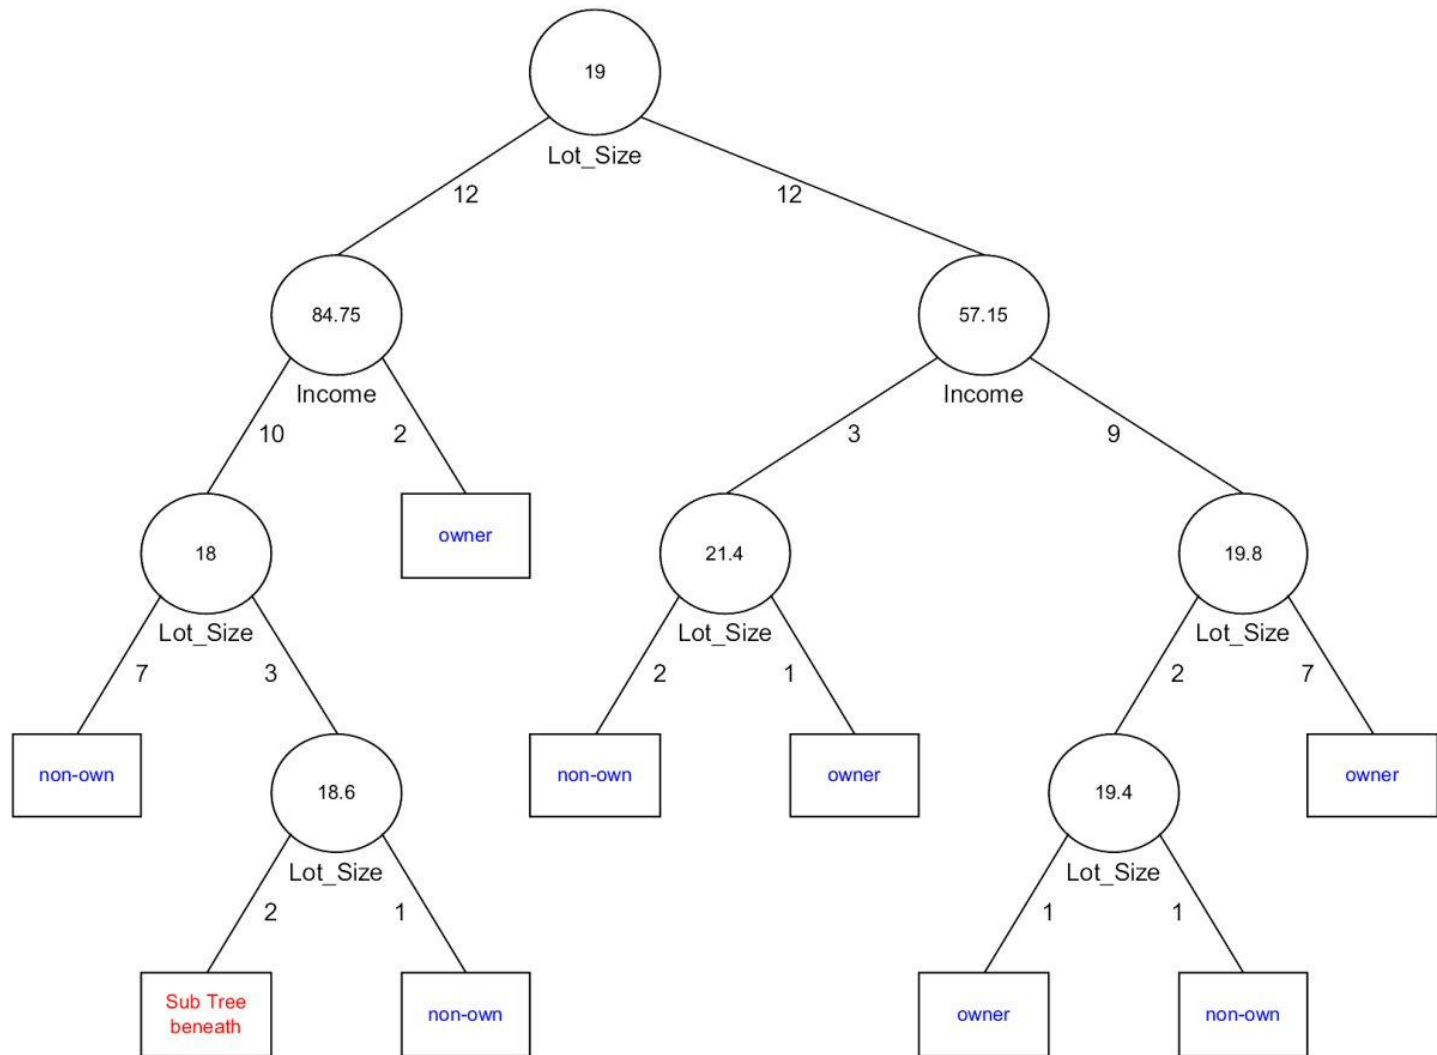 19
Lot_Size
12
12
84.75
57.15
Income
Income
10
2
3
9
18
owner
21.4
19.8
Lot_Size
Lot_Size
Lot_Size
7
3
2
1
2
7
non-own
18.6
non-own
owner
19.4
owner
Lot_Size
Lot_Size
2
1
1
1
Sub Tree
beneath
non-own
owner
non-own